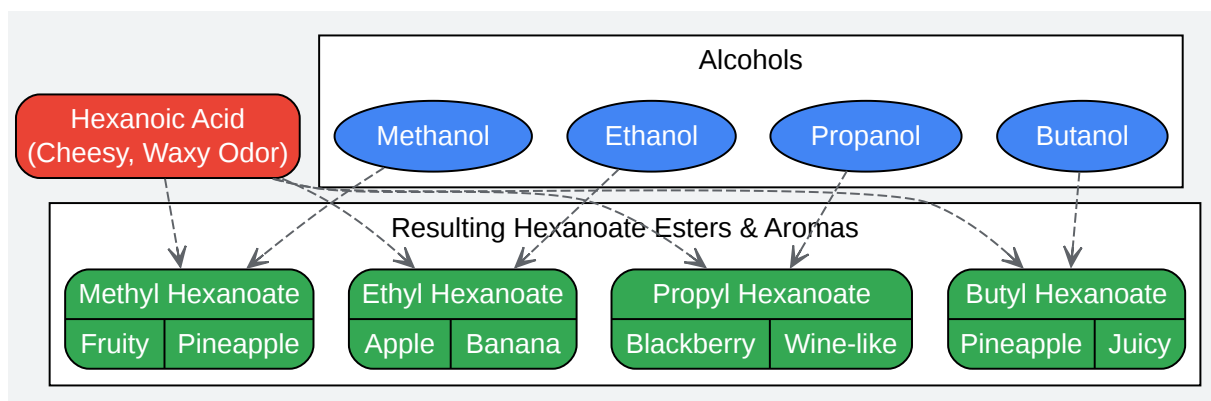 Alcohols
Hexanoic Acid
(Cheesy, Waxy Odor)
Methanol
Ethanol
Propanol
Butanol
Resulting Hexanoate Esters & Aromas
Methyl Hexanoate
Fruity
Pineapple
Ethyl Hexanoate
Apple
Banana
Propyl Hexanoate
Blackberry
Wine-like
Butyl Hexanoate
Pineapple
Juicy